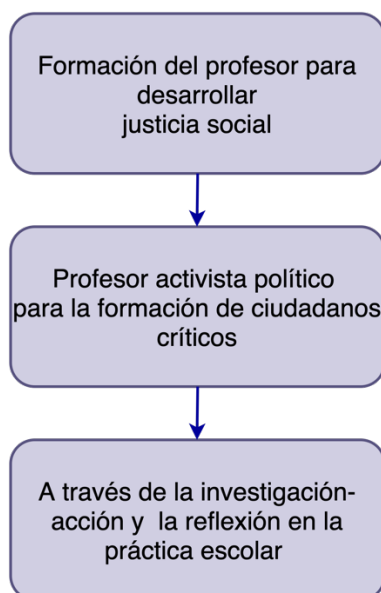 Formación del profesor para
desarrollar
justicia social
Profesor activista político
para la formación de ciudadanos
críticos
A través de la investigación-
acción y la reflexión en la
práctica escolar